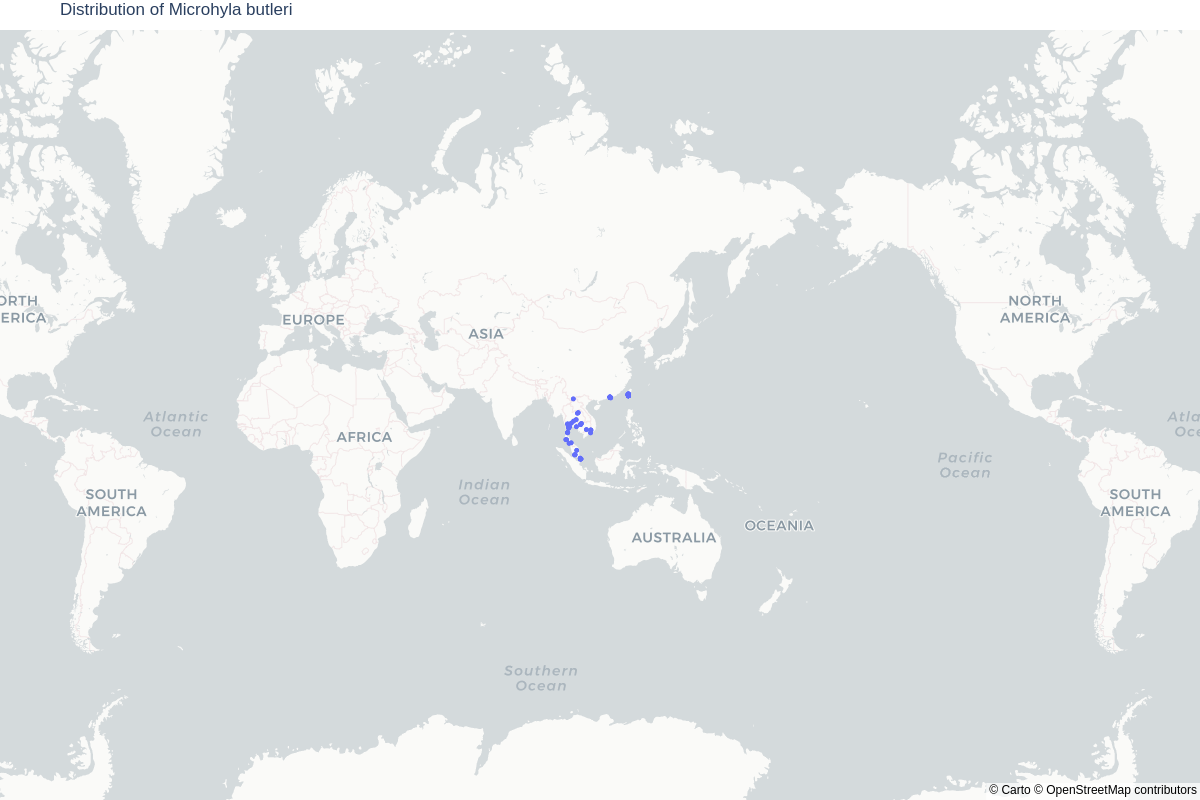 Distribution of Microhyla butleri
ORTH
ERICA
EUROPE
ASIA
NORTH
AMERICA
Atlantic
Ocean
AFRICA
Pacific
Ocean
Atla
Oce
Indian
Ocean
SOUTH
AMERICA
SOUTH
AMERICA
OCEANIA
AUSTRALIA
Southern
Ocean
© Carto © OpenStreetMap contributors